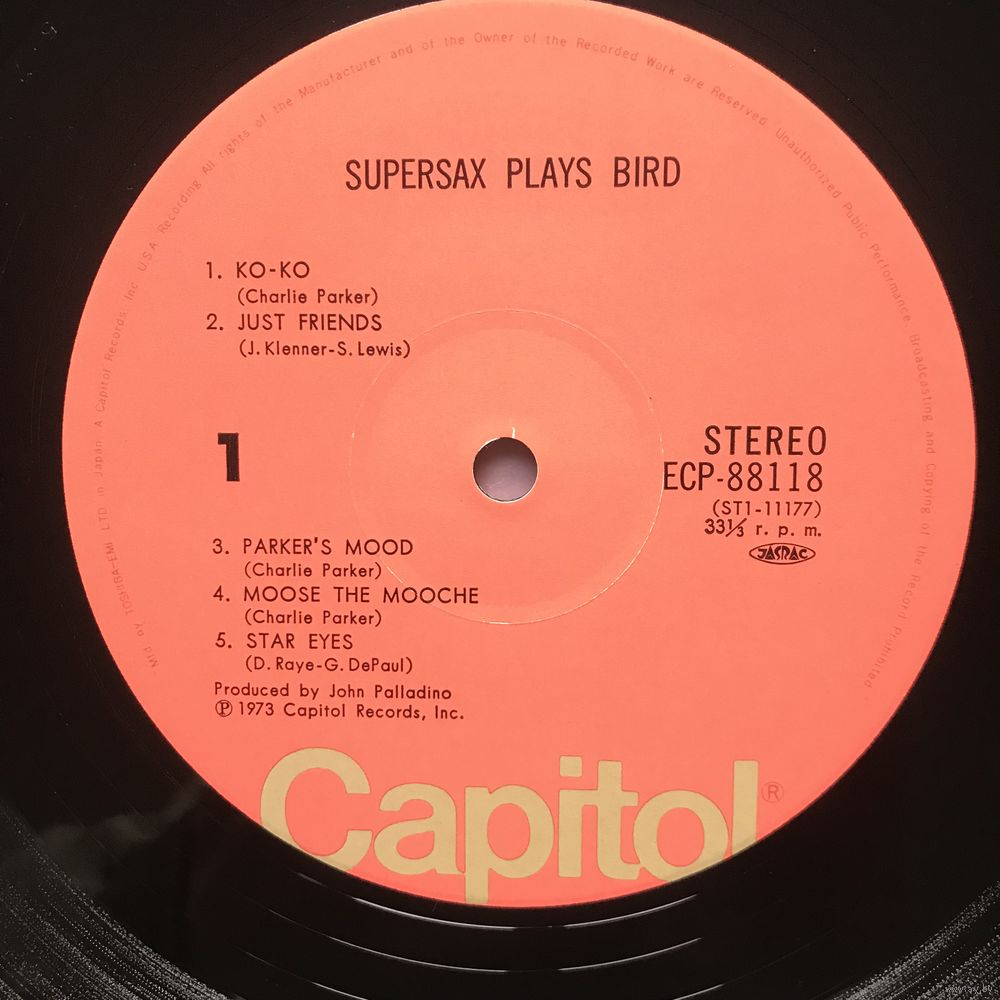 Mfd by TOSHIBA-EMI LTD in Japan. A Capitol Records, Inc. U.S.A. Recording All rights of the Manufacturer and of the Owner of the Recorded Work are Reserved. Unauthorized Public Performance, Broadcasting and Copying of the Record Prohibited
SUPERSAX PLAYS BIRD
1. KO-KO
(Charlie Parker)
2. JUST FRIENDS
(J. Klenner-S. Lewis)
1
STEREO
ECP-88118
(ST1-11177)
33⅓ r. p. m.
JASRAC
3. PARKER'S MOOD
(Charlie Parker)
4. MOOSE THE MOOCHE
(Charlie Parker)
5. STAR EYES
(D. Raye-G. DePaul)
Produced by John Palladino
Ⓟ 1973 Capitol Records, Inc.
Capitol®